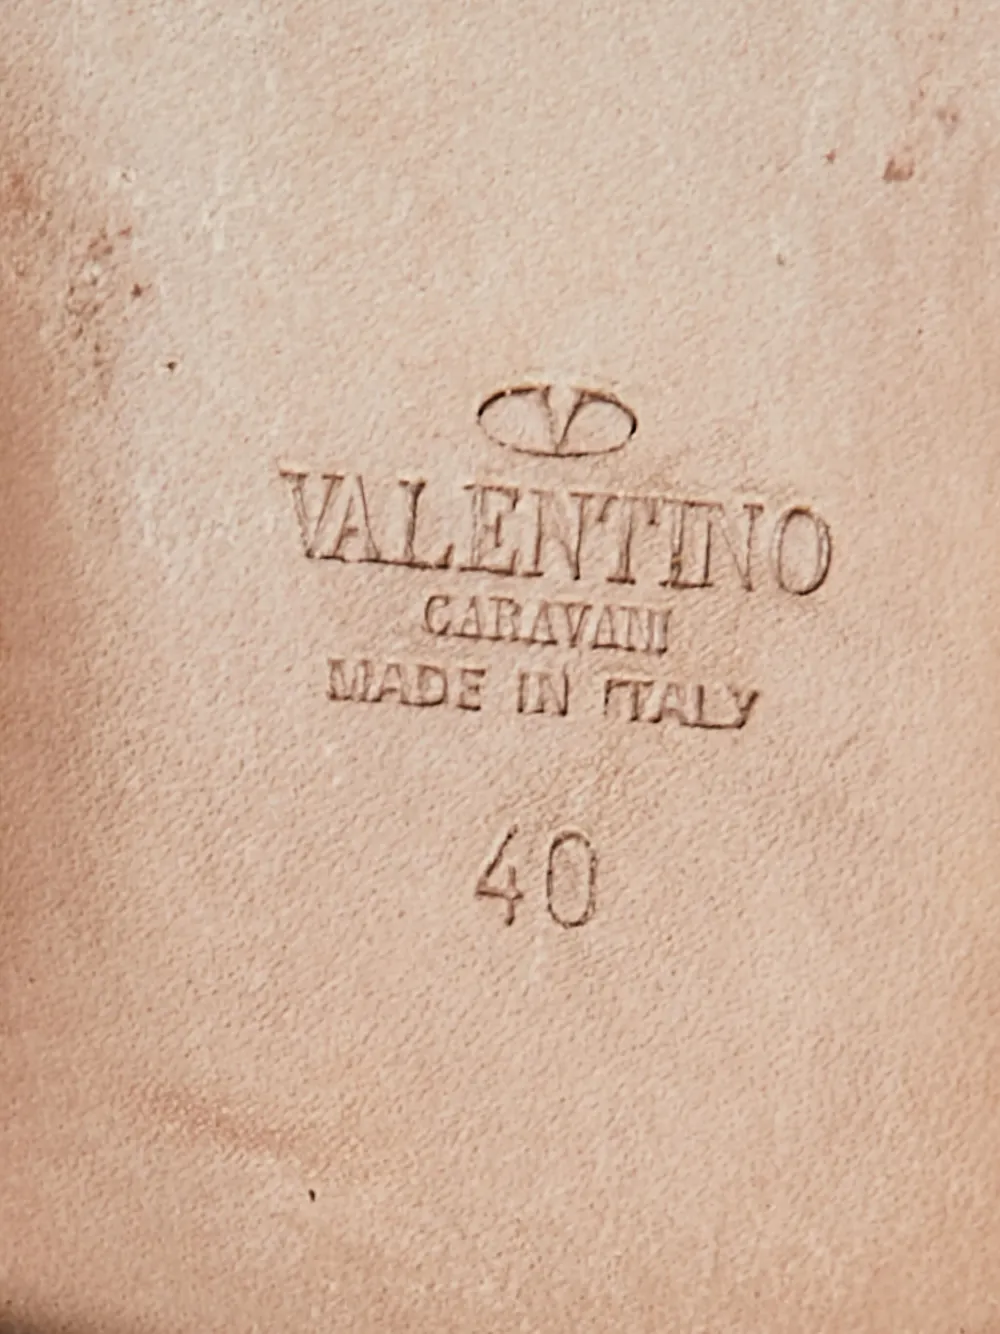 VALENTINO
CARAVANI
MADE IN ITALY
40